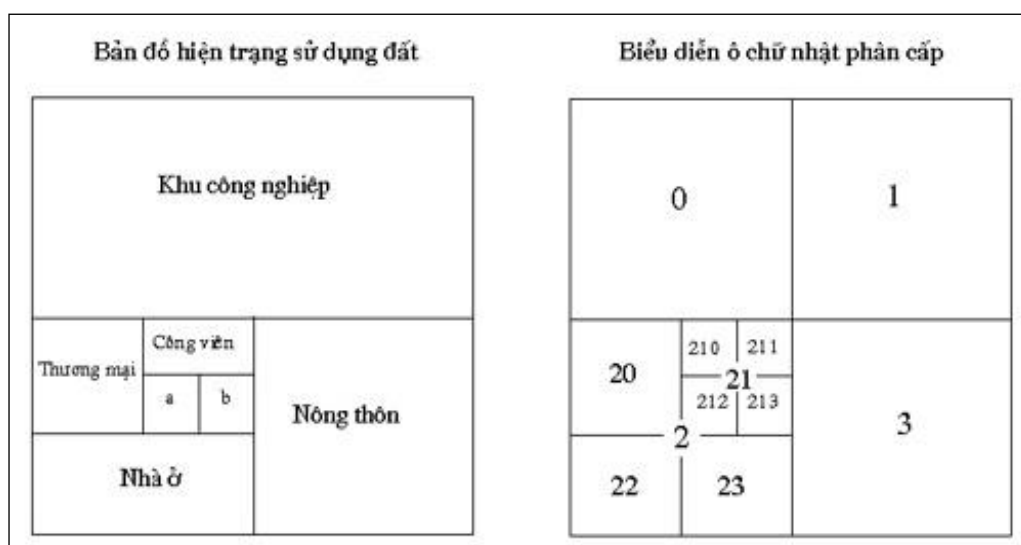 Bản đồ hiện trạng sử dụng đất
Khu công nghiệp
Công viên
Thương mại
a b
Nông thôn
Nhà ở
Biểu diễn ô chữ nhật phân cấp
0 1
210 211
20 21
212 213
2 3
22 23